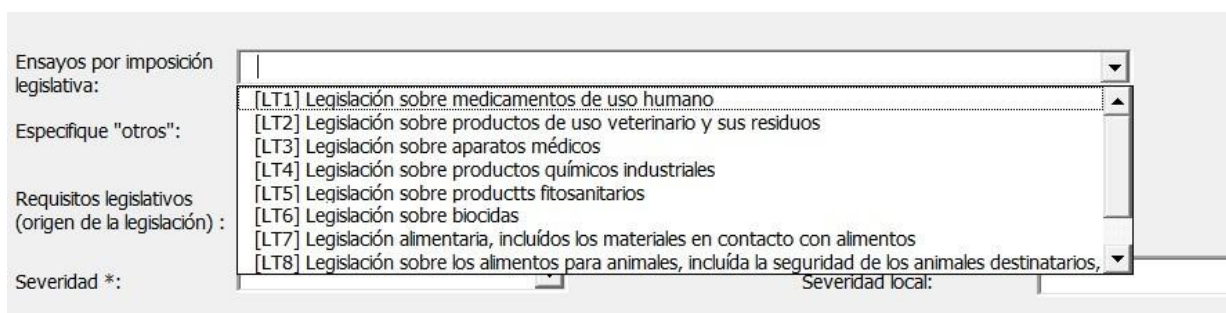 Ensayos por imposición
legislativa:
[LT1] Legislación sobre medicamentos de uso humano
[LT2] Legislación sobre productos de uso veterinario y sus residuos
[LT3] Legislación sobre aparatos médicos
[LT4] Legislación sobre productos químicos industriales
[LT5] Legislación sobre productts fitosanitarios
[LT6] Legislación sobre biocidas
[LT7] Legislación alimentaria, incluídos los materiales en contacto con alimentos
[LT8] Legislación sobre los alimentos para animales, incluída la seguridad de los animales destinatarios,
Especifique "otros":
Requisitos legislativos
(origen de la legislación) :
Severidad *:
Severidad local: